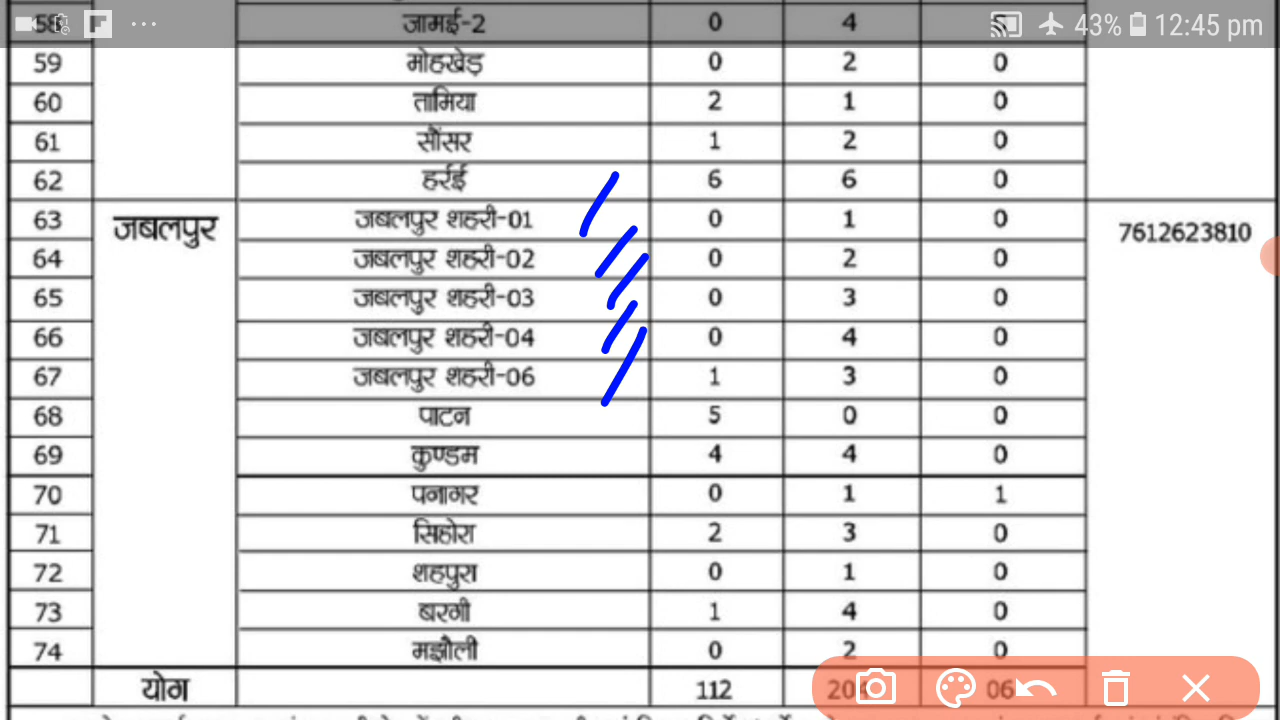 43% 12:45 pm
58 जामई-2 0 4
59 मोहखेड़ 0 2 0
60 तामिया 2 1 0
61 सौंसर 1 2 0
62 हर्रई 6 6 0
63 जबलपुर जबलपुर शहरी-01 0 1 0 7612623810
64 जबलपुर शहरी-02 0 2 0
65 जबलपुर शहरी-03 0 3 0
66 जबलपुर शहरी-04 0 4 0
67 जबलपुर शहरी-06 1 3 0
68 पाटन 5 0 0
69 कुण्डम 4 4 0
70 पनागर 0 1 1
71 सिहोरा 2 3 0
72 शहपुरा 0 1 0
73 बरगी 1 4 0
74 मझौली 0 2 0
योग 112 06